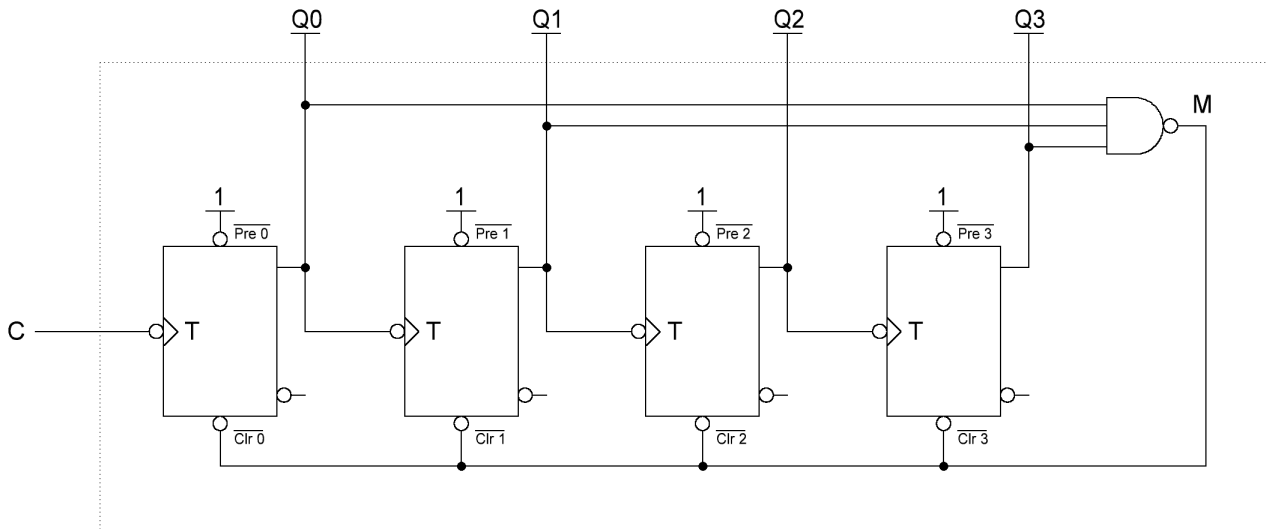 Q0 Q1 Q2 Q3
M
1 1 1 1
Pre 0 Pre 1 Pre 2 Pre 3
C T T T T
Clr 0 Clr 1 Clr 2 Clr 3